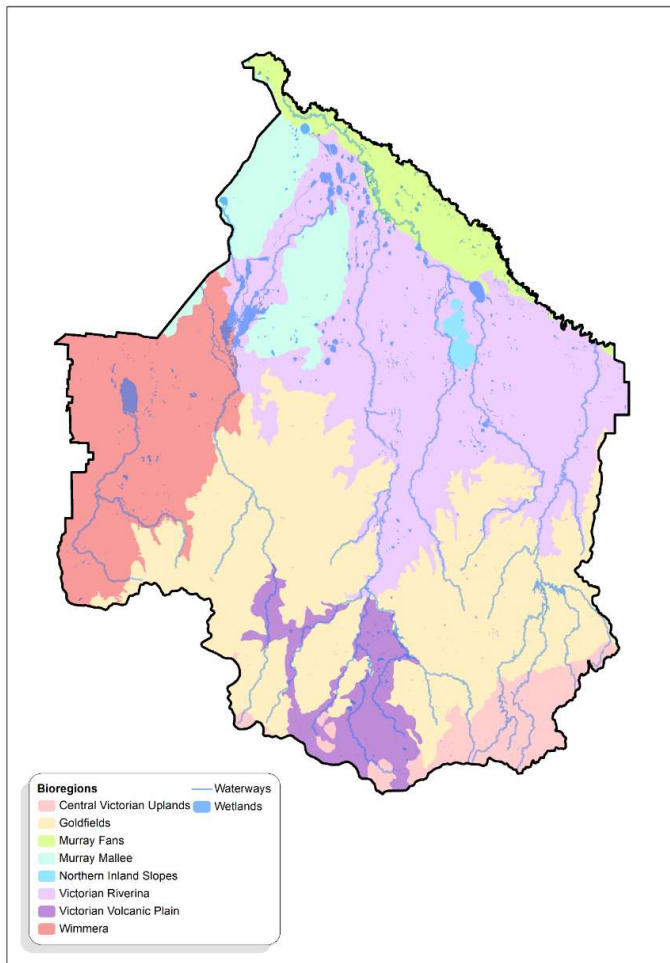 Bioregions
Central Victorian Uplands
Goldfields
Murray Fans
Murray Mallee
Northern Inland Slopes
Victorian Riverina
Victorian Volcanic Plain
Wimmera
Waterways
Wetlands